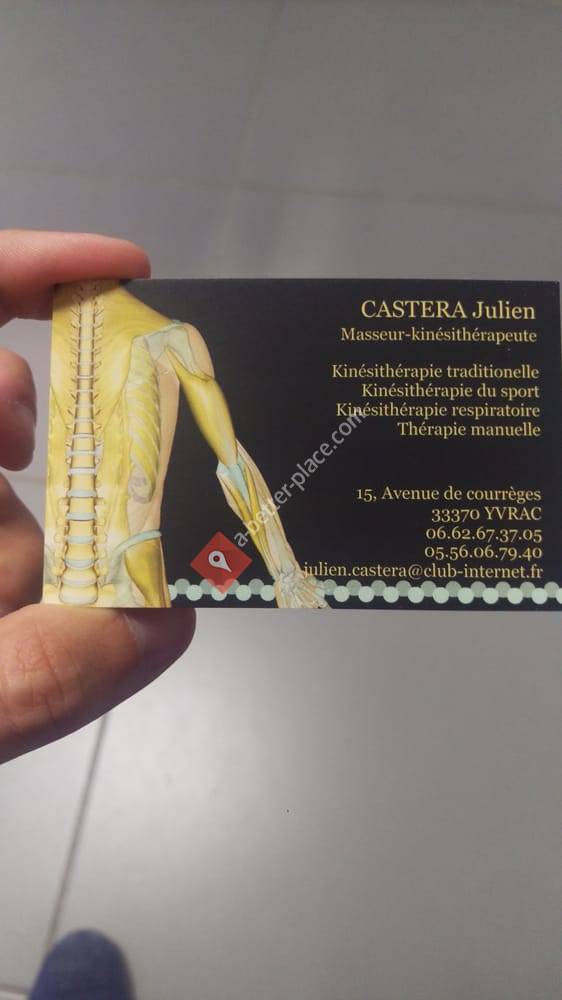 CASTERA Julien
Masseur-kinésithérapeute
Kinésithérapie traditionelle
Kinésithérapie du sport
Kinésithérapie respiratoire
Thérapie manuelle
15, Avenue de courrèges
33370 YVRAC
06.62.67.37.05
05.56.06.79.40
julien.castera@club-internet.fr
a-better-place.com